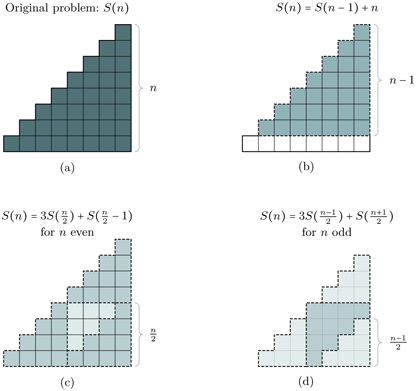 Original problem: S(n)
S(n) = S(n−1)+n
n
n−1
(a)
(b)
S(n) = 3S(n/2)+S(n/2 −1)
for n even
S(n) = 3S(n−1/2)+S(n+1/2)
for n odd
n/2
n−1/2
(c)
(d)